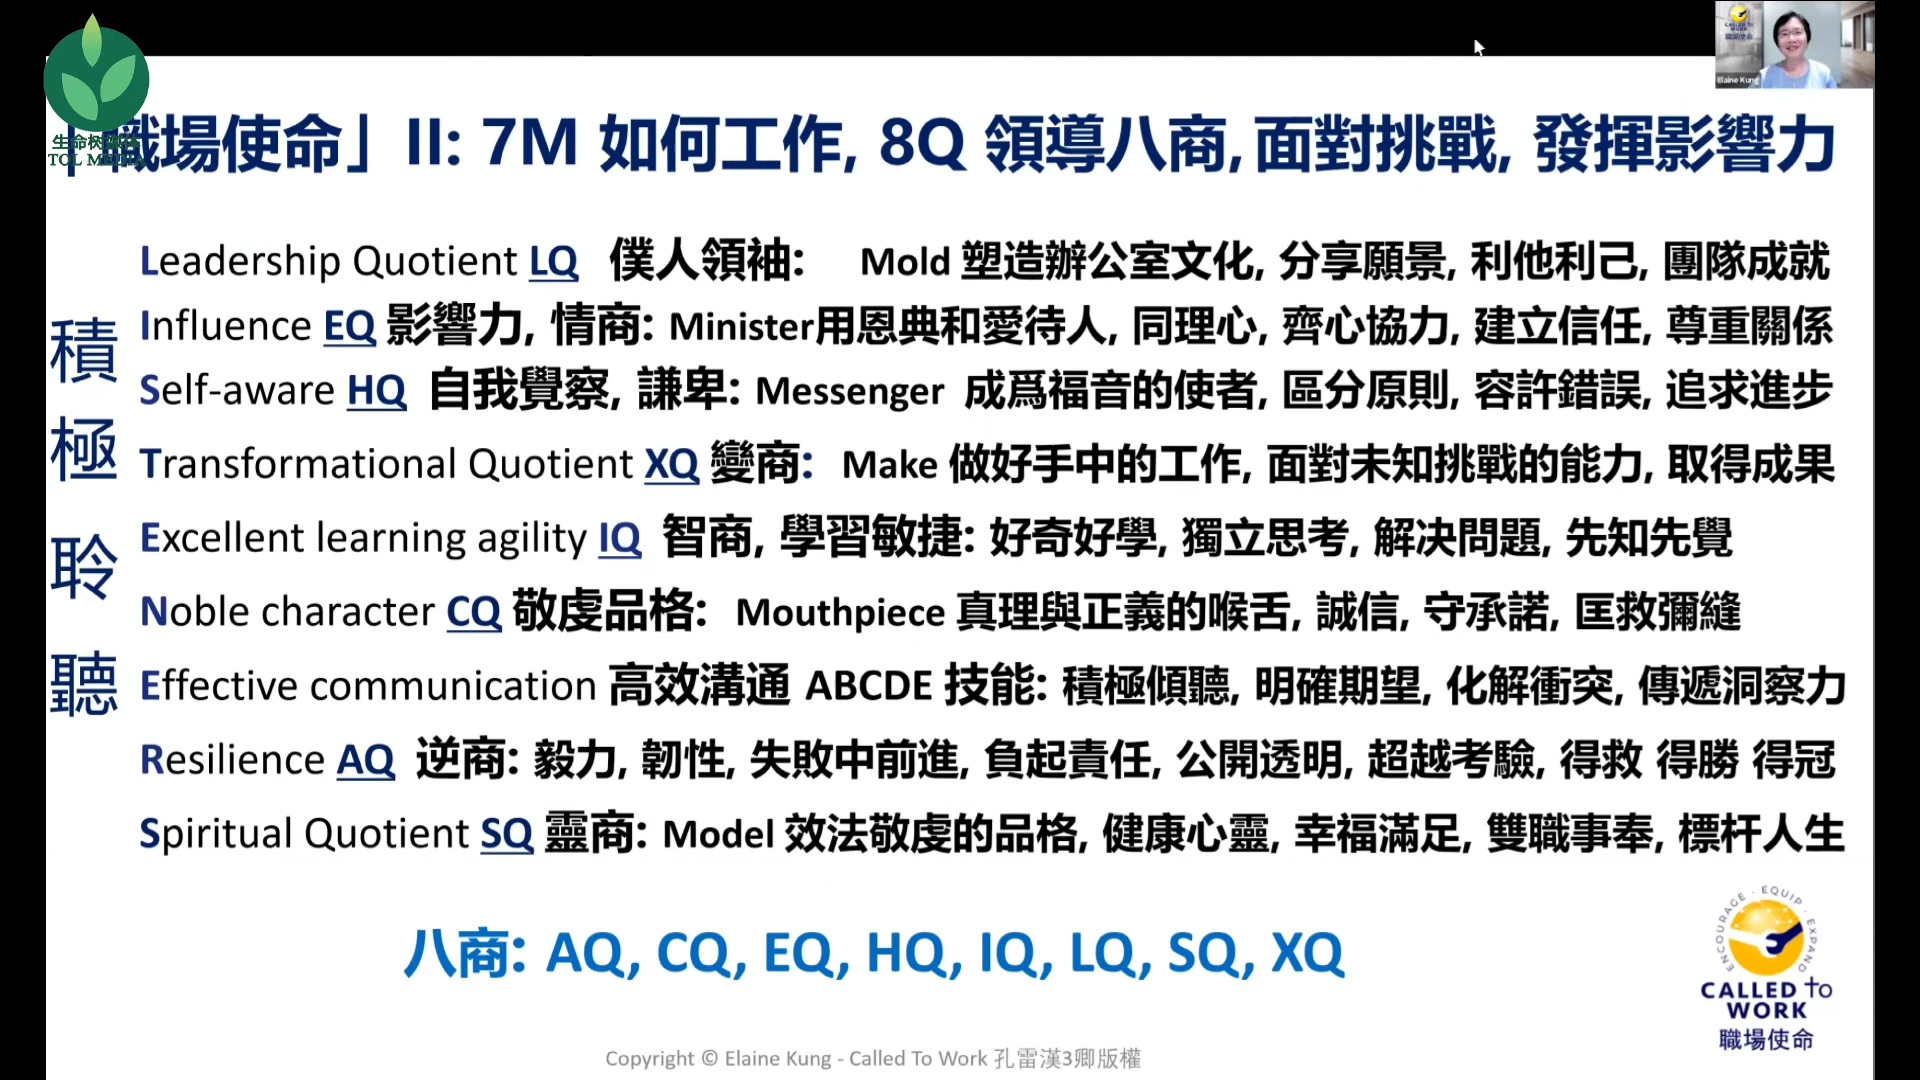 Elaine Kung
生命树媒体
TOL MEDIA
「職場使命」II: 7M 如何工作, 8Q 領導八商, 面對挑戰, 發揮影響力
積極聆聽
Leadership Quotient LQ 僕人領袖: Mold 塑造辦公室文化, 分享願景, 利他利己, 團隊成就
Influence EQ 影響力, 情商: Minister用恩典和愛待人, 同理心, 齊心協力, 建立信任, 尊重關係
Self-aware HQ 自我覺察, 謙卑: Messenger 成爲福音的使者, 區分原則, 容許錯誤, 追求進步
Transformational Quotient XQ 變商: Make 做好手中的工作, 面對未知挑戰的能力, 取得成果
Excellent learning agility IQ 智商, 學習敏捷: 好奇好學, 獨立思考, 解決問題, 先知先覺
Noble character CQ 敬虔品格: Mouthpiece 真理與正義的喉舌, 誠信, 守承諾, 匡救彌縫
Effective communication 高效溝通 ABCDE 技能: 積極傾聽, 明確期望, 化解衝突, 傳遞洞察力
Resilience AQ 逆商: 毅力, 韌性, 失敗中前進, 負起責任, 公開透明, 超越考驗, 得救 得勝 得冠
Spiritual Quotient SQ 靈商: Model 效法敬虔的品格, 健康心靈, 幸福滿足, 雙職事奉, 標杆人生
八商: AQ, CQ, EQ, HQ, IQ, LQ, SQ, XQ
ENCOURAGE · EQUIP · EXPAND
CALLED to
WORK
職場使命
Copyright © Elaine Kung - Called To Work 孔雷漢3卿版權